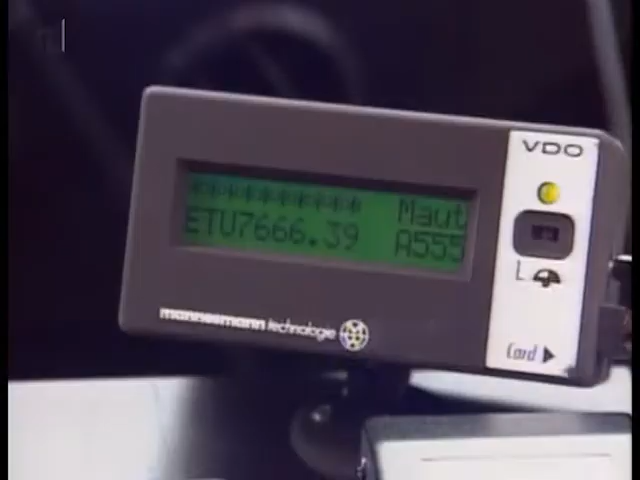 VDO
********** Maut
ETU7666.39 A555
L
mannesmann technologie
Card